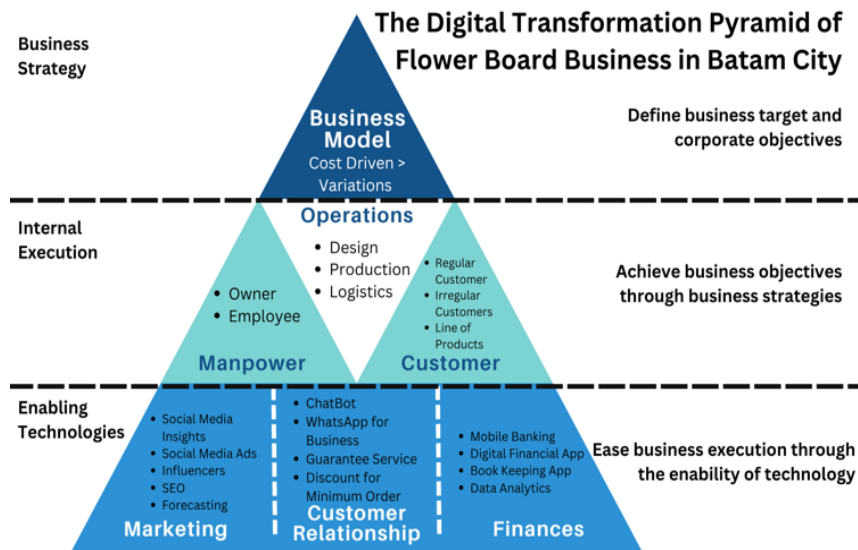 The Digital Transformation Pyramid of
Flower Board Business in Batam City
Business
Strategy
Business
Model
Cost Driven >
Variations
Define business target and
corporate objectives
Internal
Execution
Operations
• Design
• Production
• Logistics
• Owner
• Employee
Manpower
• Regular
Customer
• Irregular
Customers
• Line of
Products
Customer
Achieve business objectives
through business strategies
Enabling
Technologies
• Social Media
Insights
• Social Media Ads
• Influencers
• SEO
• Forecasting
Marketing
• ChatBot
• WhatsApp for
Business
• Guarantee Service
• Discount for
Minimum Order
Customer
Relationship
• Mobile Banking
• Digital Financial App
• Book Keeping App
• Data Analytics
Finances
Ease business execution through
the enability of technology